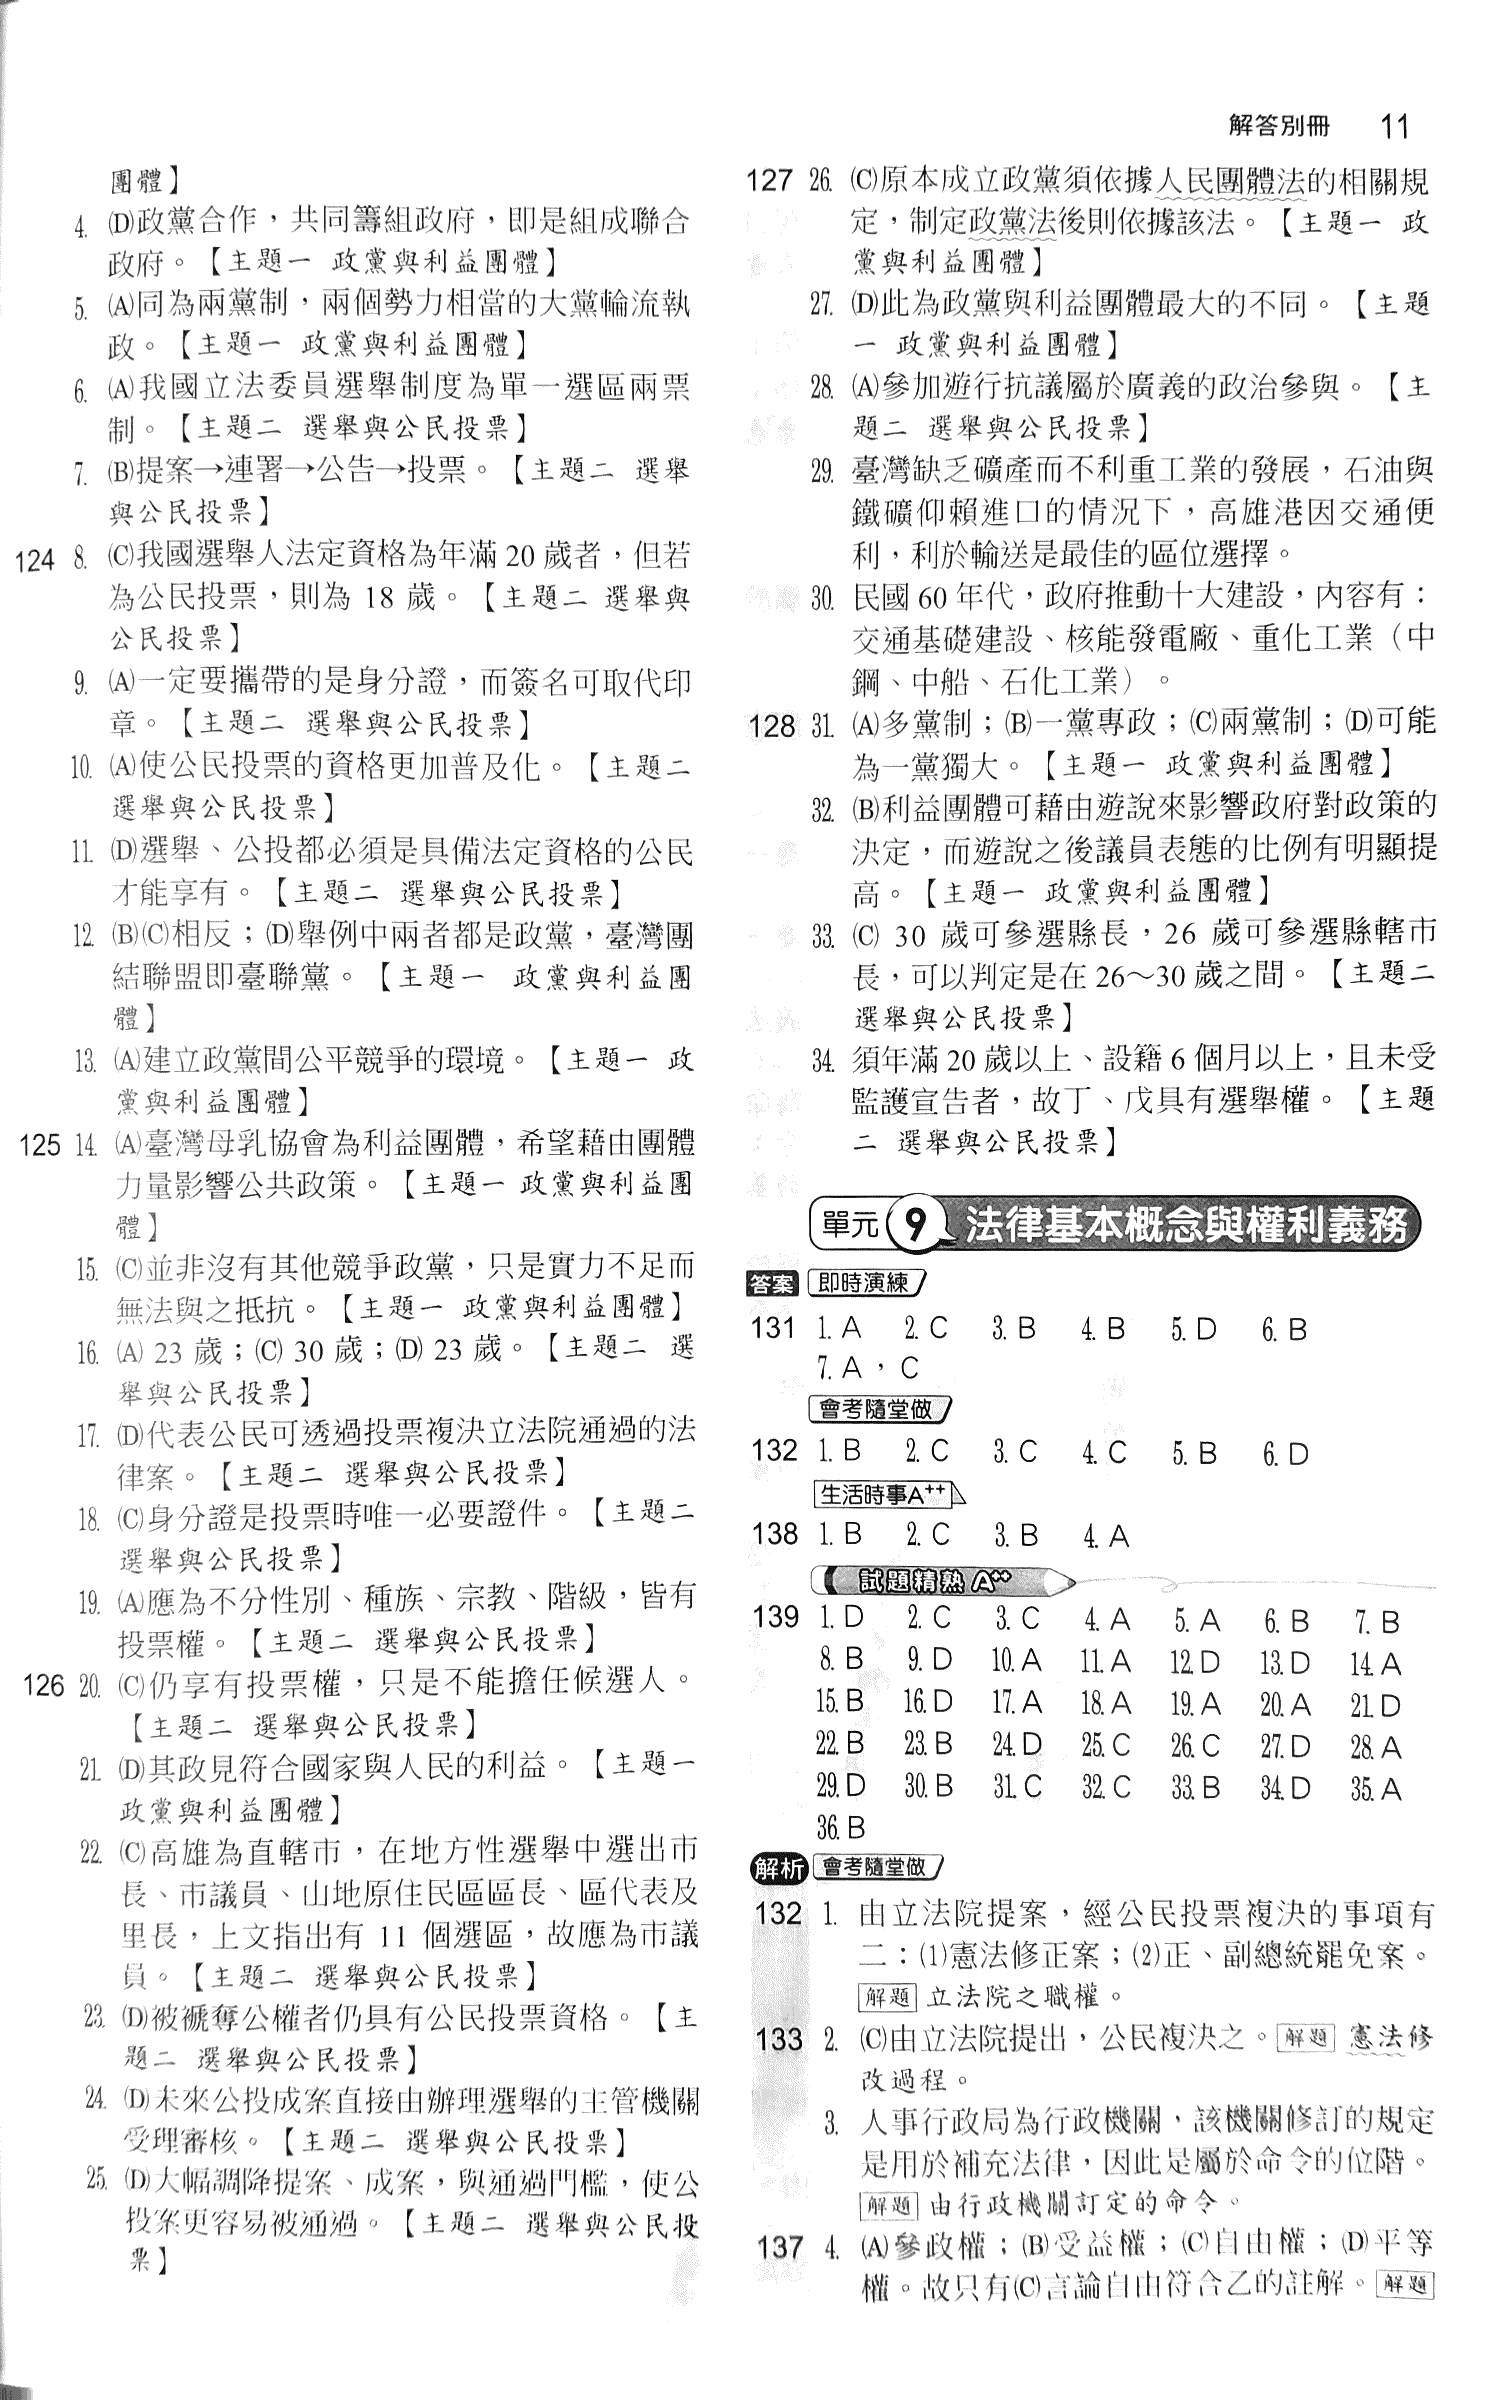 解答別冊 11
團體】
4. (D)政黨合作，共同籌組政府，即是組成聯合
政府。【主題一 政黨與利益團體】
5. (A)同為兩黨制，兩個勢力相當的大黨輪流執
政。【主題一 政黨與利益團體】
6. (A)我國立法委員選舉制度為單一選區兩票
制。【主題二 選舉與公民投票】
7. (B)提案→連署→公告→投票。【主題二 選舉
與公民投票】
124 8. (C)我國選舉人法定資格為年滿 20 歲者，但若
為公民投票，則為 18 歲。【主題二 選舉與
公民投票】
9. (A)一定要攜帶的是身分證，而簽名可取代印
章。【主題二 選舉與公民投票】
10. (A)使公民投票的資格更加普及化。【主題二
選舉與公民投票】
11. (D)選舉、公投都必須是具備法定資格的公民
才能享有。【主題二 選舉與公民投票】
12. (B)(C)相反；(D)舉例中兩者都是政黨，臺灣團
結聯盟即臺聯黨。【主題一 政黨與利益團
體】
13. (A)建立政黨間公平競爭的環境。【主題一 政
黨與利益團體】
125 14. (A)臺灣母乳協會為利益團體，希望藉由團體
力量影響公共政策。【主題一 政黨與利益團
體】
15. (C)並非沒有其他競爭政黨，只是實力不足而
無法與之抵抗。【主題一 政黨與利益團體】
16. (A) 23 歲；(C) 30 歲；(D) 23 歲。【主題二 選
舉與公民投票】
17. (D)代表公民可透過投票複決立法院通過的法
律案。【主題二 選舉與公民投票】
18. (C)身分證是投票時唯一必要證件。【主題二
選舉與公民投票】
19. (A)應為不分性別、種族、宗教、階級，皆有
投票權。【主題二 選舉與公民投票】
126 20. (C)仍享有投票權，只是不能擔任候選人。
【主題二 選舉與公民投票】
21. (D)其政見符合國家與人民的利益。【主題一
政黨與利益團體】
22. (C)高雄為直轄市，在地方性選舉中選出市
長、市議員、山地原住民區區長、區代表及
里長，上文指出有 11 個選區，故應為市議
員。【主題二 選舉與公民投票】
23. (D)被褫奪公權者仍具有公民投票資格。【主
題二 選舉與公民投票】
24. (D)未來公投成案直接由辦理選舉的主管機關
受理審核。【主題二 選舉與公民投票】
25. (D)大幅調降提案、成案，與通過門檻，使公
投案更容易被通過。【主題二 選舉與公民投
票】
127 26. (C)原本成立政黨須依據人民團體法的相關規
定，制定政黨法後則依據該法。【主題一 政
黨與利益團體】
27. (D)此為政黨與利益團體最大的不同。【主題
一 政黨與利益團體】
28. (A)參加遊行抗議屬於廣義的政治參與。【主
題二 選舉與公民投票】
29. 臺灣缺乏礦產而不利重工業的發展，石油與
鐵礦仰賴進口的情況下，高雄港因交通便
利，利於輸送是最佳的區位選擇。
30. 民國 60 年代，政府推動十大建設，內容有：
交通基礎建設、核能發電廠、重化工業（中
鋼、中船、石化工業）。
128 31. (A)多黨制；(B)一黨專政；(C)兩黨制；(D)可能
為一黨獨大。【主題一 政黨與利益團體】
32. (B)利益團體可藉由遊說來影響政府對政策的
決定，而遊說之後議員表態的比例有明顯提
高。【主題一 政黨與利益團體】
33. (C) 30 歲可參選縣長，26 歲可參選縣轄市
長，可以判定是在 26～30 歲之間。【主題二
選舉與公民投票】
34. 須年滿 20 歲以上、設籍 6 個月以上，且未受
監護宣告者，故丁、戊具有選舉權。【主題
二 選舉與公民投票】
單元 9 法律基本概念與權利義務
答案 即時演練
131 1. A 2. C 3. B 4. B 5. D 6. B
7. A，C
會考隨堂做
132 1. B 2. C 3. C 4. C 5. B 6. D
生活時事A⁺⁺
138 1. B 2. C 3. B 4. A
試題精熟 A⁺⁺
139 1. D 2. C 3. C 4. A 5. A 6. B 7. B
8. B 9. D 10. A 11. A 12. D 13. D 14. A
15. B 16. D 17. A 18. A 19. A 20. A 21. D
22. B 23. B 24. D 25. C 26. C 27. D 28. A
29. D 30. B 31. C 32. C 33. B 34. D 35. A
36. B
解析 會考隨堂做
132 1. 由立法院提案，經公民投票複決的事項有
二：(1)憲法修正案；(2)正、副總統罷免案。
解題 立法院之職權。
133 2. (C)由立法院提出，公民複決之。解題 憲法修
改過程。
3. 人事行政局為行政機關，該機關修訂的規定
是用於補充法律，因此是屬於命令的位階。
解題 由行政機關訂定的命令。
137 4. (A)參政權；(B)受益權；(C)自由權；(D)平等
權。故只有(C)言論自由符合乙的註解。解題